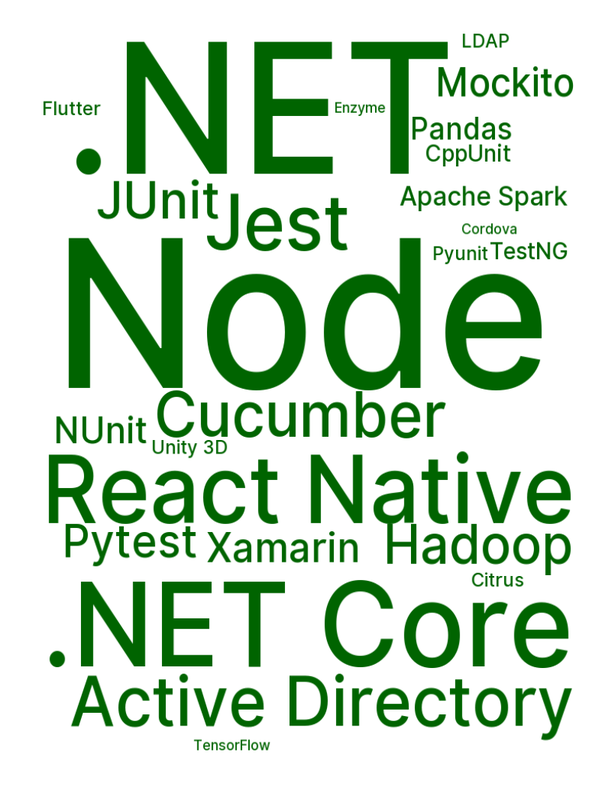 LDAP
.NET
Mockito
Flutter
Enzyme
Pandas
CppUnit
JUnit
Apache Spark
Jest
Cordova
Pyunit
TestNG
Node
Cucumber
NUnit
Unity 3D
React Native
Pytest
Xamarin
Hadoop
Citrus
.NET Core
Active Directory
TensorFlow